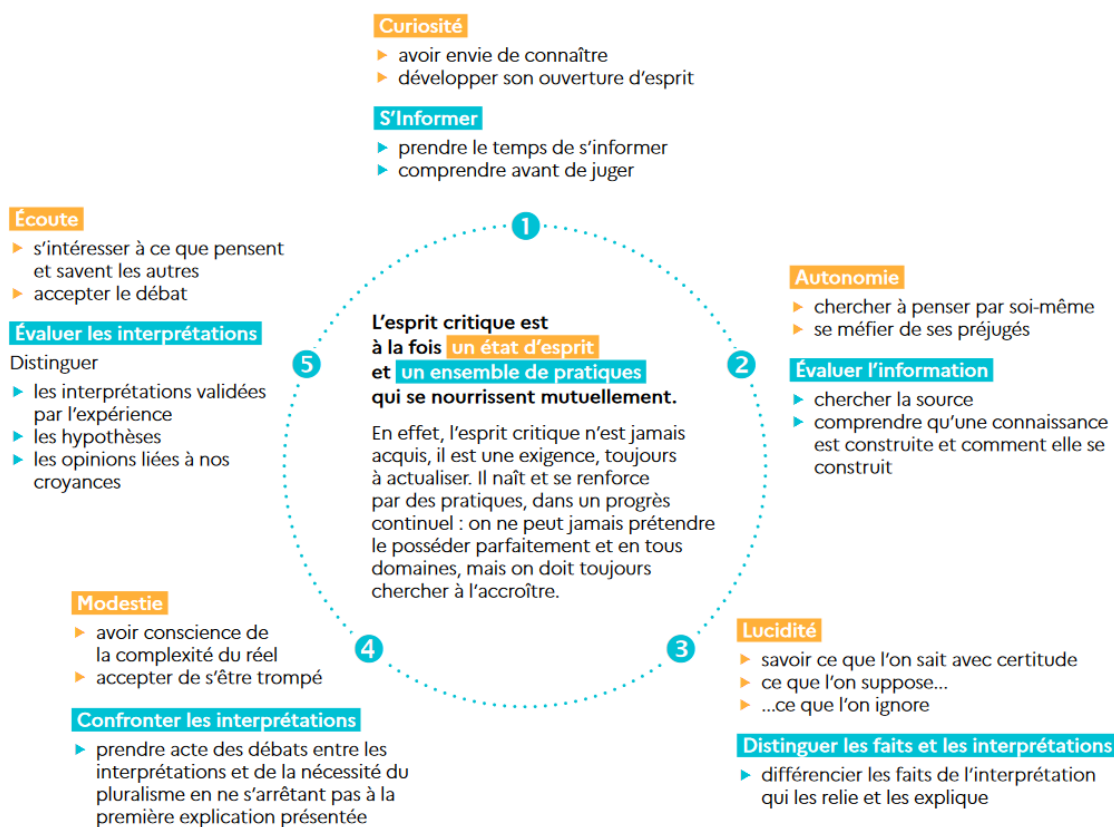 Curiosité
▸ avoir envie de connaître
▸ développer son ouverture d’esprit
S’Informer
▸ prendre le temps de s’informer
▸ comprendre avant de juger
1
Autonomie
▸ chercher à penser par soi-même
▸ se méfier de ses préjugés
2
Évaluer l’information
▸ chercher la source
▸ comprendre qu’une connaissance
est construite et comment elle se
construit
Lucidité
▸ savoir ce que l’on sait avec certitude
▸ ce que l’on suppose...
▸ ...ce que l’on ignore
3
Distinguer les faits et les interprétations
▸ différencier les faits de l’interprétation
qui les relie et les explique
Modestie
▸ avoir conscience de
la complexité du réel
▸ accepter de s’être trompé
4
Confronter les interprétations
▸ prendre acte des débats entre les
interprétations et de la nécessité du
pluralisme en ne s’arrêtant pas à la
première explication présentée
Écoute
▸ s’intéresser à ce que pensent
et savent les autres
▸ accepter le débat
5
Évaluer les interprétations
Distinguer
▸ les interprétations validées
par l’expérience
▸ les hypothèses
▸ les opinions liées à nos
croyances
L’esprit critique est
à la fois un état d’esprit
et un ensemble de pratiques
qui se nourrissent mutuellement.
En effet, l’esprit critique n’est jamais
acquis, il est une exigence, toujours
à actualiser. Il naît et se renforce
par des pratiques, dans un progrès
continuel : on ne peut jamais prétendre
le posséder parfaitement et en tous
domaines, mais on doit toujours
chercher à l’accroître.